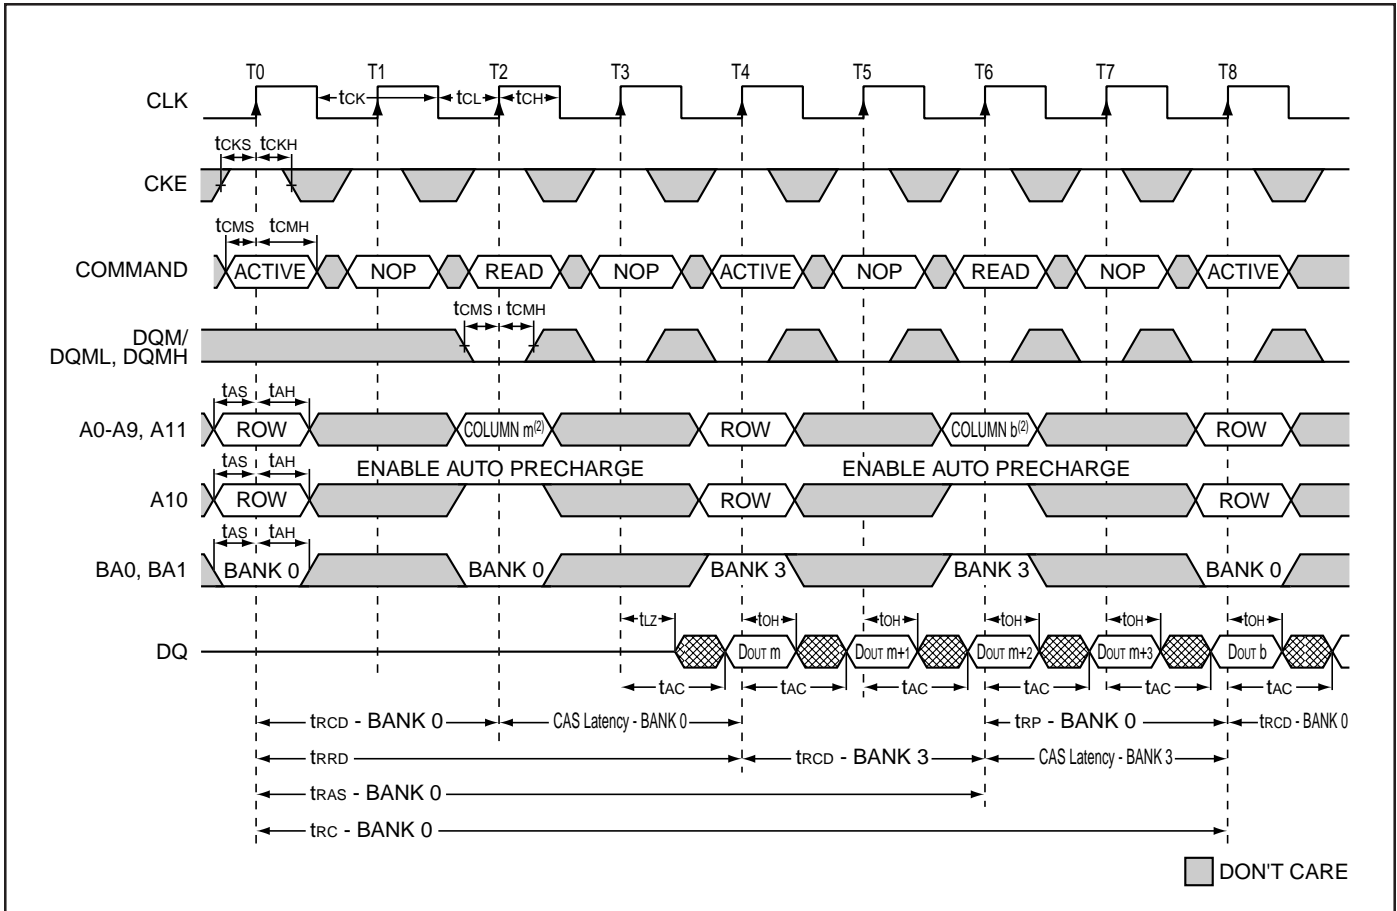 T0 T1 T2 T3 T4 T5 T6 T7 T8
CLK tCK tCL tCH
tCKS tCKH
CKE
tCMS tCMH
COMMAND ACTIVE NOP READ NOP ACTIVE NOP READ NOP ACTIVE
tCMS tCMH
DQM/
DQML, DQMH
tAS tAH
A0-A9, A11 ROW COLUMN m(2) ROW COLUMN b(2) ROW
tAS tAH ENABLE AUTO PRECHARGE ENABLE AUTO PRECHARGE
A10 ROW ROW ROW
tAS tAH
BA0, BA1 BANK 0 BANK 0 BANK 3 BANK 3 BANK 0
tLZ tOH tOH tOH tOH tOH
DQ DOUT m DOUT m+1 DOUT m+2 DOUT m+3 DOUT b
tAC tAC tAC tAC tAC tAC
tRCD - BANK 0 CAS Latency - BANK 0 tRP - BANK 0 tRCD - BANK 0
tRRD tRCD - BANK 3 CAS Latency - BANK 3
tRAS - BANK 0
tRC - BANK 0
DON'T CARE